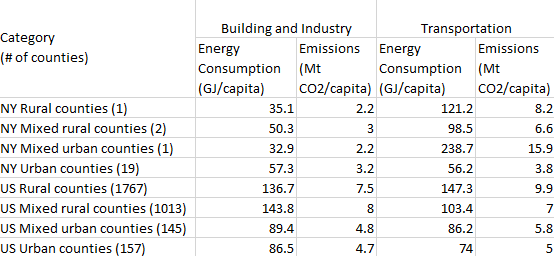 Building and Industry Transportation
Category
(# of counties)
Energy Consumption (GJ/capita) Emissions (Mt CO2/capita) Energy Consumption (GJ/capita) Emissions (Mt CO2/capita)
NY Rural counties (1) 35.1 2.2 121.2 8.2
NY Mixed rural counties (2) 50.3 3 98.5 6.6
NY Mixed urban counties (1) 32.9 2.2 238.7 15.9
NY Urban counties (19) 57.3 3.2 56.2 3.8
US Rural counties (1767) 136.7 7.5 147.3 9.9
US Mixed rural counties (1013) 143.8 8 103.4 7
US Mixed urban counties (145) 89.4 4.8 86.2 5.8
US Urban counties (157) 86.5 4.7 74 5